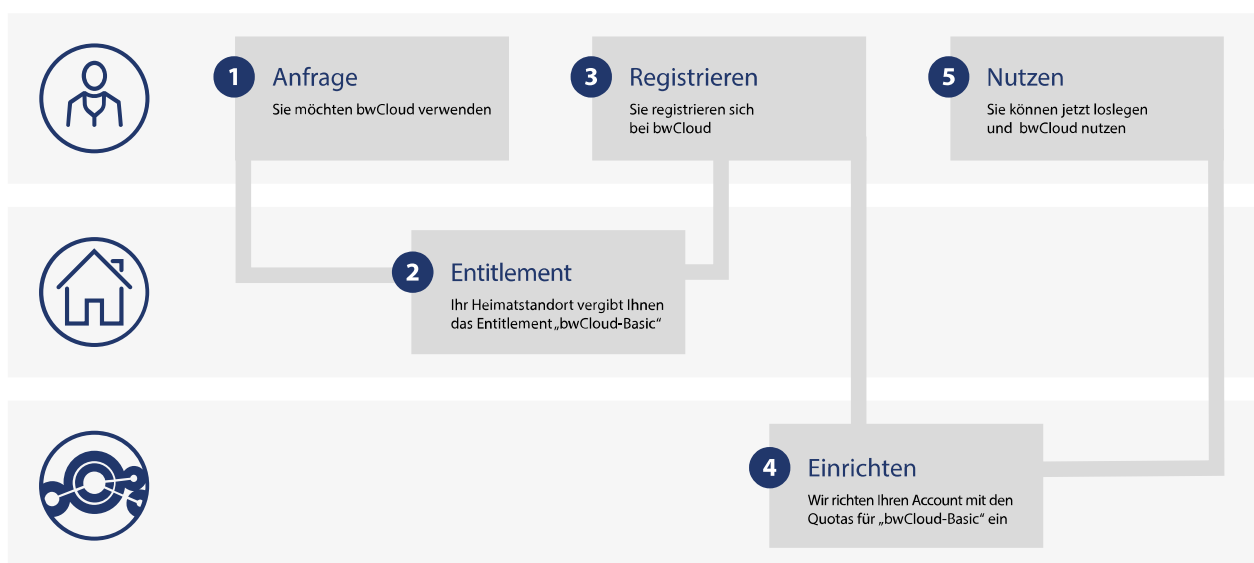 1 Anfrage
Sie möchten bwCloud verwenden
2 Entitlement
Ihr Heimatstandort vergibt Ihnen
das Entitlement „bwCloud-Basic“
3 Registrieren
Sie registrieren sich
bei bwCloud
4 Einrichten
Wir richten Ihren Account mit den
Quotas für „bwCloud-Basic“ ein
5 Nutzen
Sie können jetzt loslegen
und bwCloud nutzen